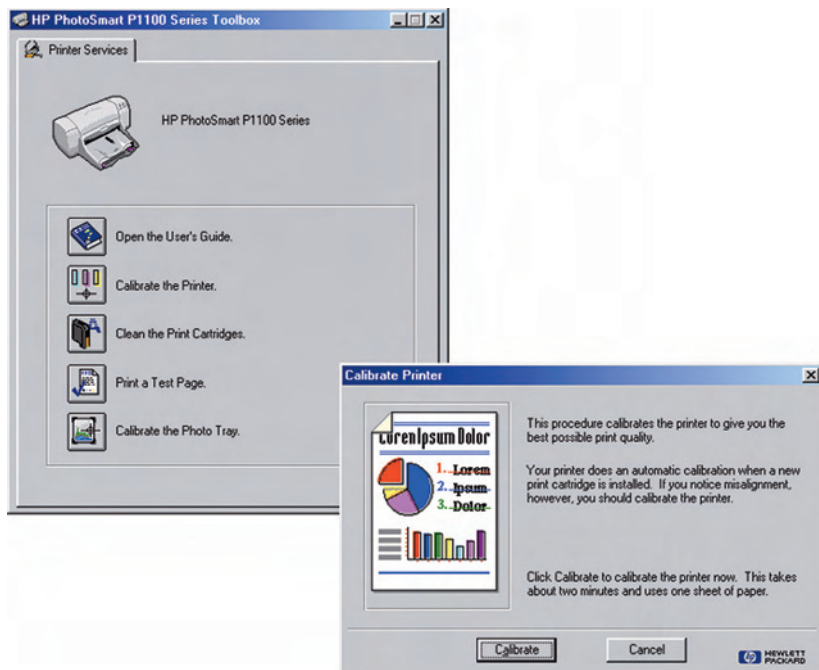 HP PhotoSmart P1100 Series Toolbox
Printer Services
HP PhotoSmart P1100 Series
Open the User's Guide.
Calibrate the Printer.
Clean the Print Cartridges.
Print a Test Page.
Calibrate the Photo Tray.
Calibrate Printer
LorenIpsum Dolor
1. Lorem
2. Ipsum
3. Dolor
This procedure calibrates the printer to give you the
best possible print quality.
Your printer does an automatic calibration when a new
print cartridge is installed. If you notice misalignment,
however, you should calibrate the printer.
Click Calibrate to calibrate the printer now. This takes
about two minutes and uses one sheet of paper.
Calibrate
Cancel
hp HEWLETT
PACKARD